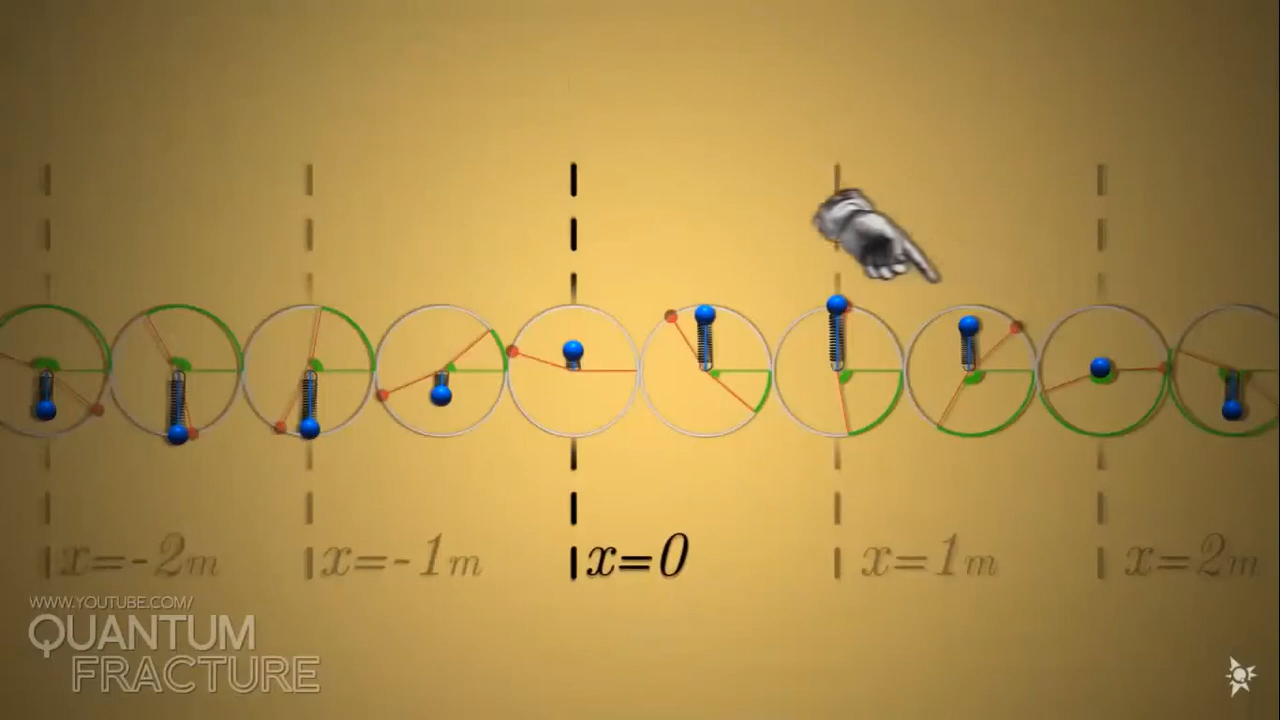 x=-2m
x=-1m
x=0
x=1m
x=2m
WWW.YOUTUBE.COM/
QUANTUM
FRACTURE